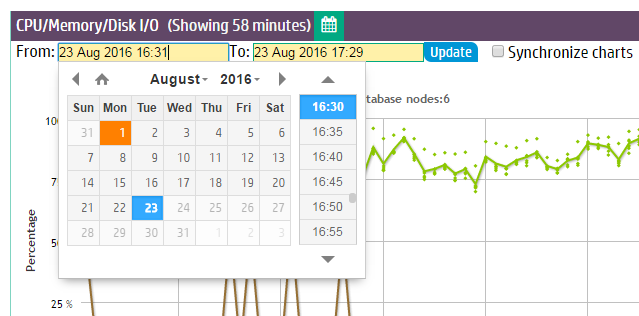 CPU/Memory/Disk I/O (Showing 58 minutes)
From: 23 Aug 2016 16:31 To: 23 Aug 2016 17:29 Update Synchronize charts
August 2016
Sun Mon Tue Wed Thu Fri Sat
31 1 2 3 4 5 6
7 8 9 10 11 12 13
14 15 16 17 18 19 20
21 22 23 24 25 26 27
28 29 30 31 1 2 3
16:30
16:35
16:40
16:45
16:50
16:55
tabase nodes:6
Percentage
100
75
50
25 %